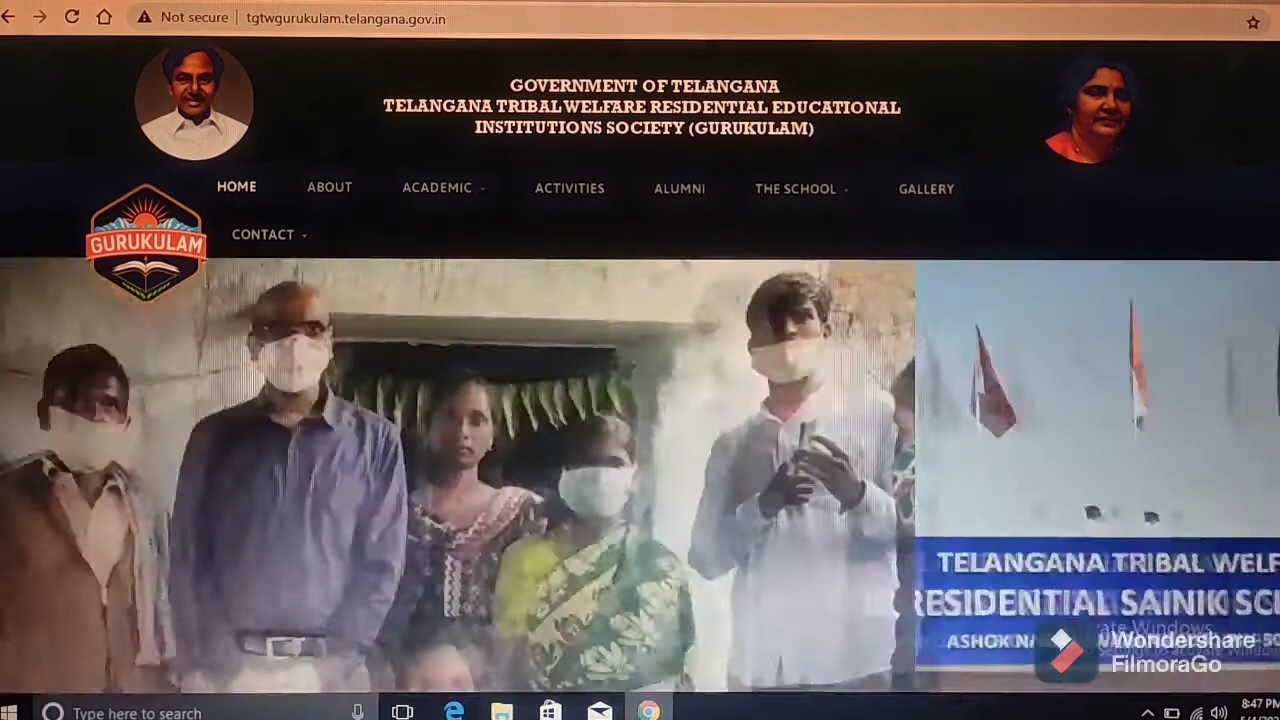 Not secure | tgtwgurukulam.telangana.gov.in
GOVERNMENT OF TELANGANA
TELANGANA TRIBAL WELFARE RESIDENTIAL EDUCATIONAL
INSTITUTIONS SOCIETY (GURUKULAM)
HOME ABOUT ACADEMIC ACTIVITIES ALUMNI THE SCHOOL GALLERY
CONTACT
GURUKULAM
TELANGANA TRIBAL WELF
RESIDENTIAL SAINIK SC
ASHOK NA
Wondershare
FilmoraGo
Type here to search
8:47 PM